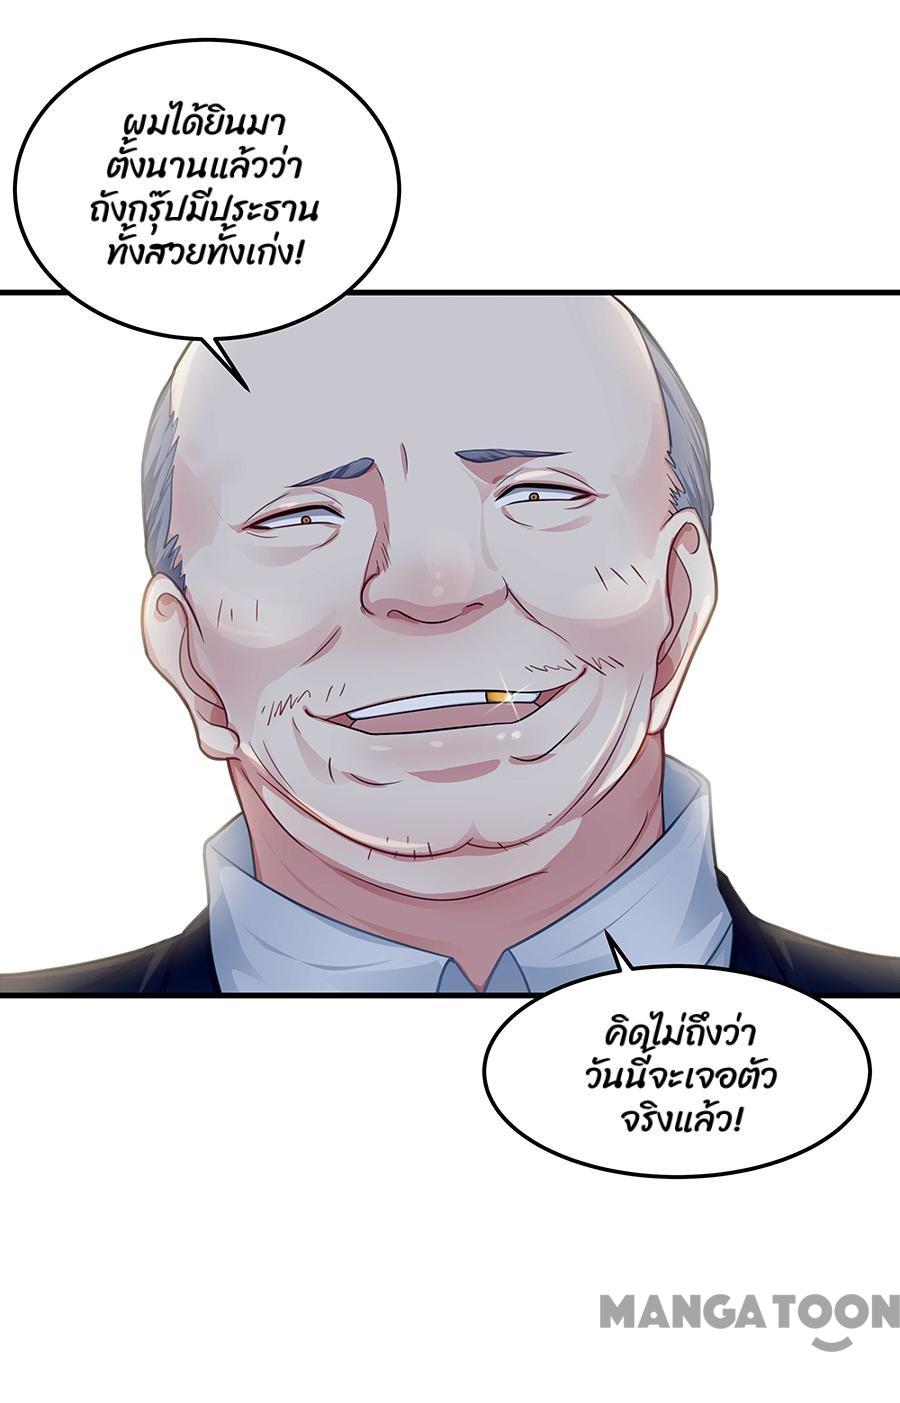 ผมได้ยินมา
ตั้งนานแล้วว่า
ถังกรุ๊ปมีประธาน
ทั้งสวยทั้งเก่ง!
คิดไม่ถึงว่า
วันนี้จะเจอตัว
จริงแล้ว!
MANGATOON